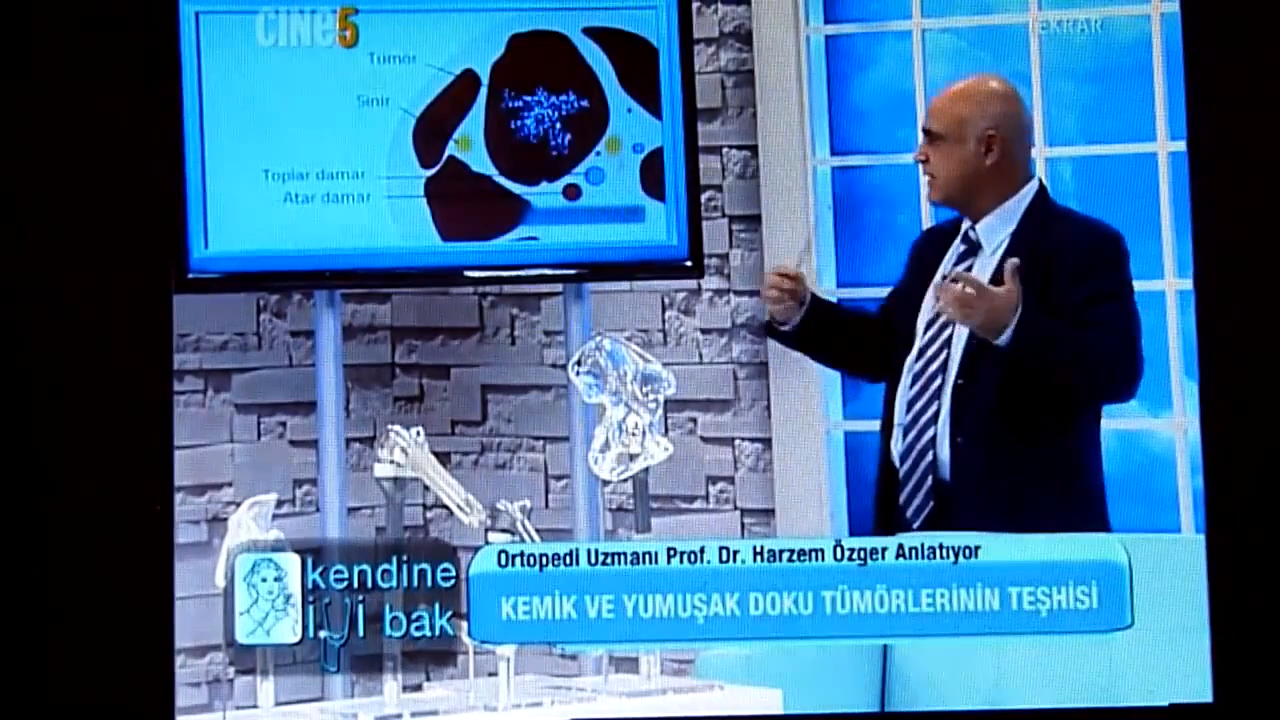 CINE5
TEKRAR
Tümör
Sinir
Toplar damar
Atar damar
Ortopedi Uzmanı Prof. Dr. Harzem Özger Anlatıyor
kendine
iyi bak
KEMİK VE YUMUŞAK DOKU TÜMÖRLERİNİN TEŞHİSİ